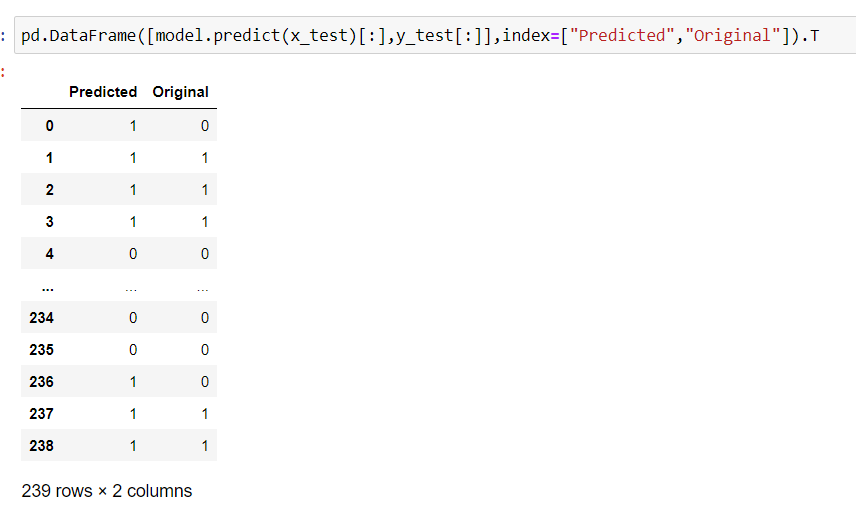 : pd.DataFrame([model.predict(x_test)[:],y_test[:]],index=["Predicted","Original"]).T
:
Predicted Original
0 1 0
1 1 1
2 1 1
3 1 1
4 0 0
... ... ...
234 0 0
235 0 0
236 1 0
237 1 1
238 1 1
239 rows × 2 columns